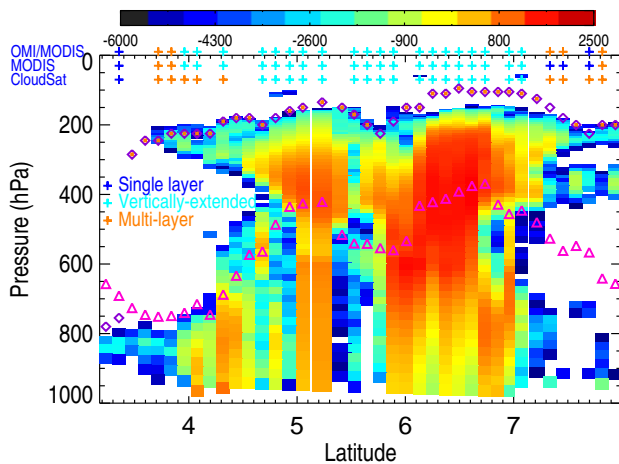 -6000 -4300 -2600 -900 800 2500
OMI/MODIS
MODIS
CloudSat
0
200
400
600
800
1000
Pressure (hPa)
Single layer
Vertically-extended
Multi-layer
4 5 6 7
Latitude